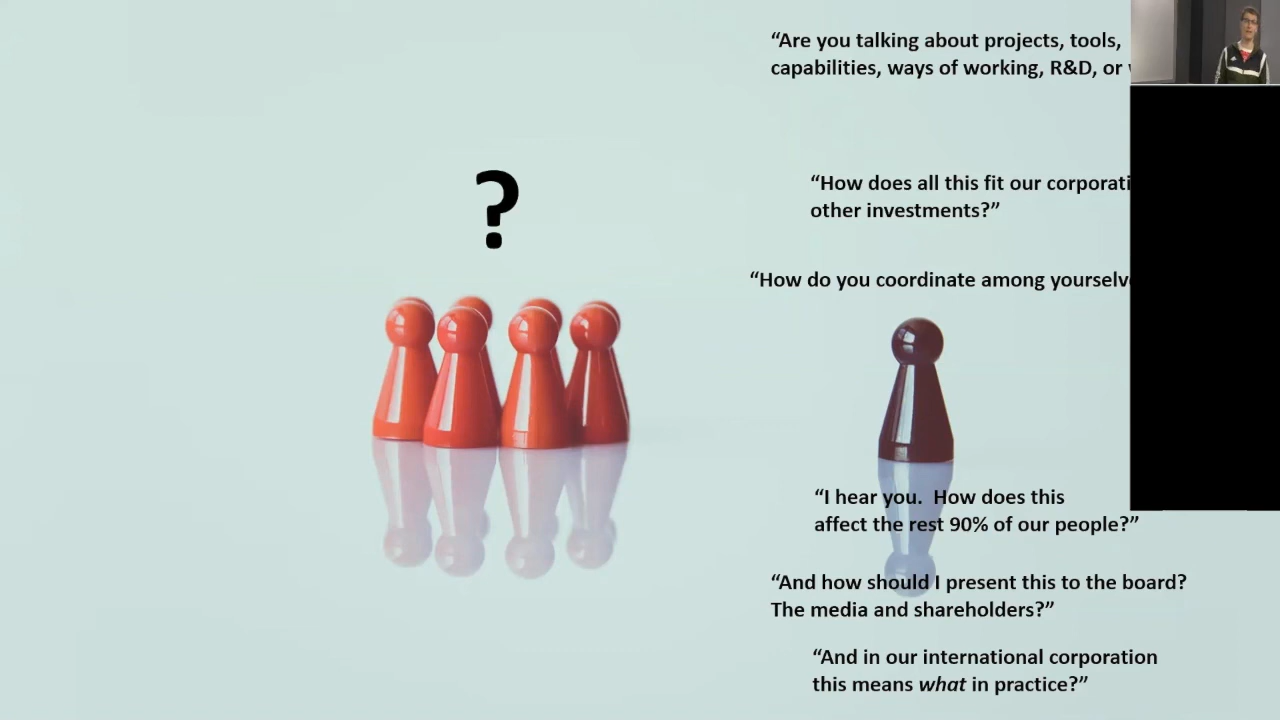 “Are you talking about projects, tools,
capabilities, ways of working, R&D, or
“How does all this fit our
other investments?”
“How do you coordinate among
?
“I hear you.  How does this
affect the rest 90% of our people?”
“And how should I present this to the board?
The media and shareholders?”
“And in our international corporation
this means what in practice?”